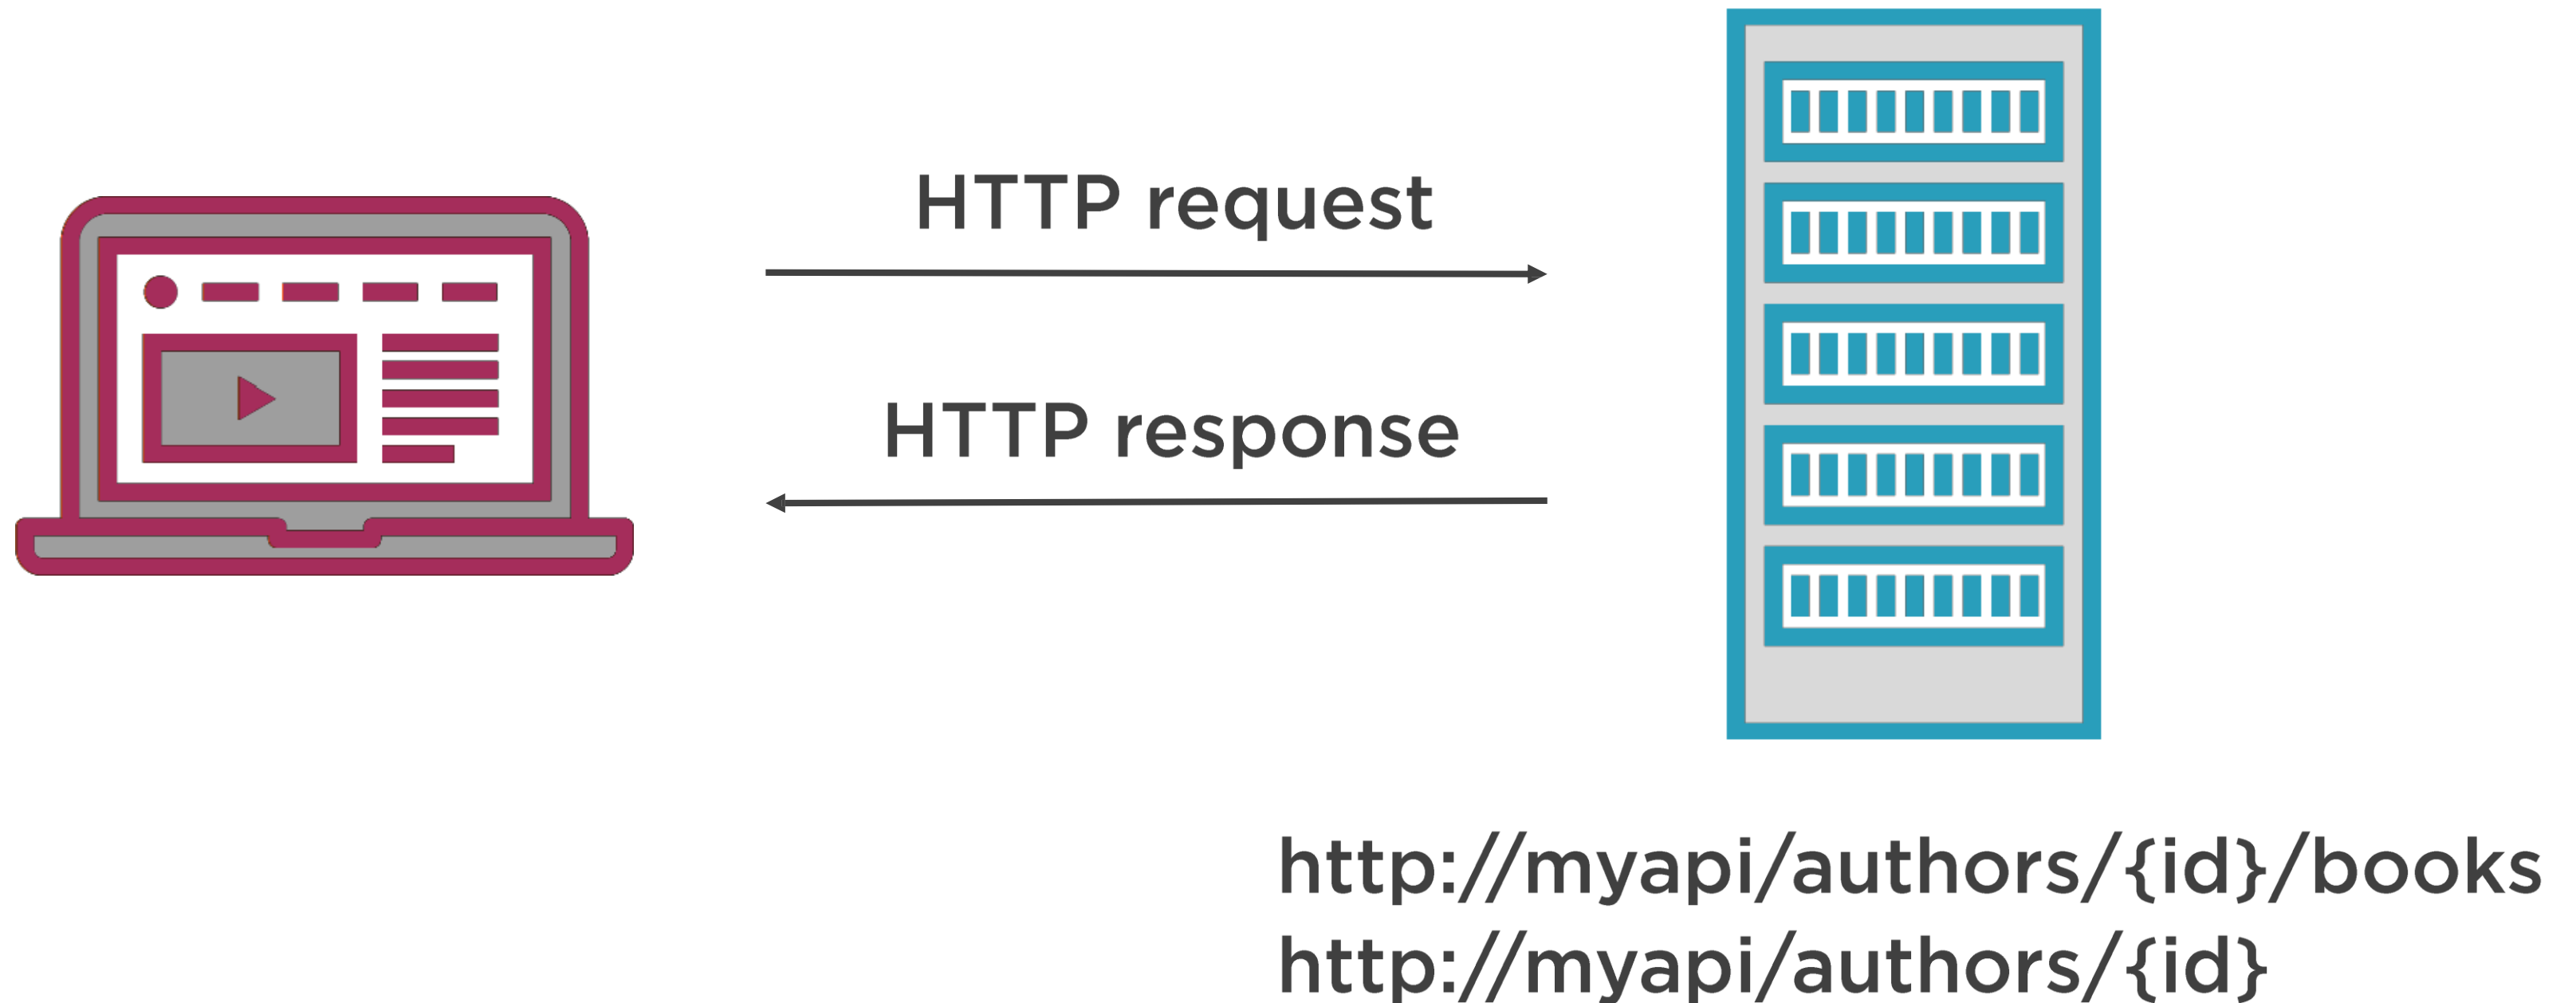 HTTP request
HTTP response
http://myapi/authors/{id}/books
http://myapi/authors/{id}